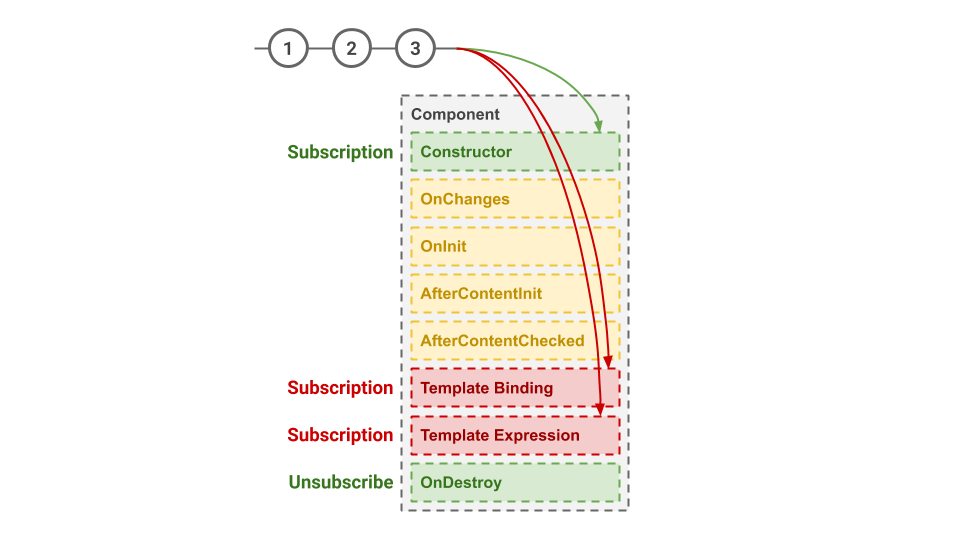 1 2 3
Component
Subscription Constructor
OnChanges
OnInit
AfterContentInit
AfterContentChecked
Subscription Template Binding
Subscription Template Expression
Unsubscribe OnDestroy